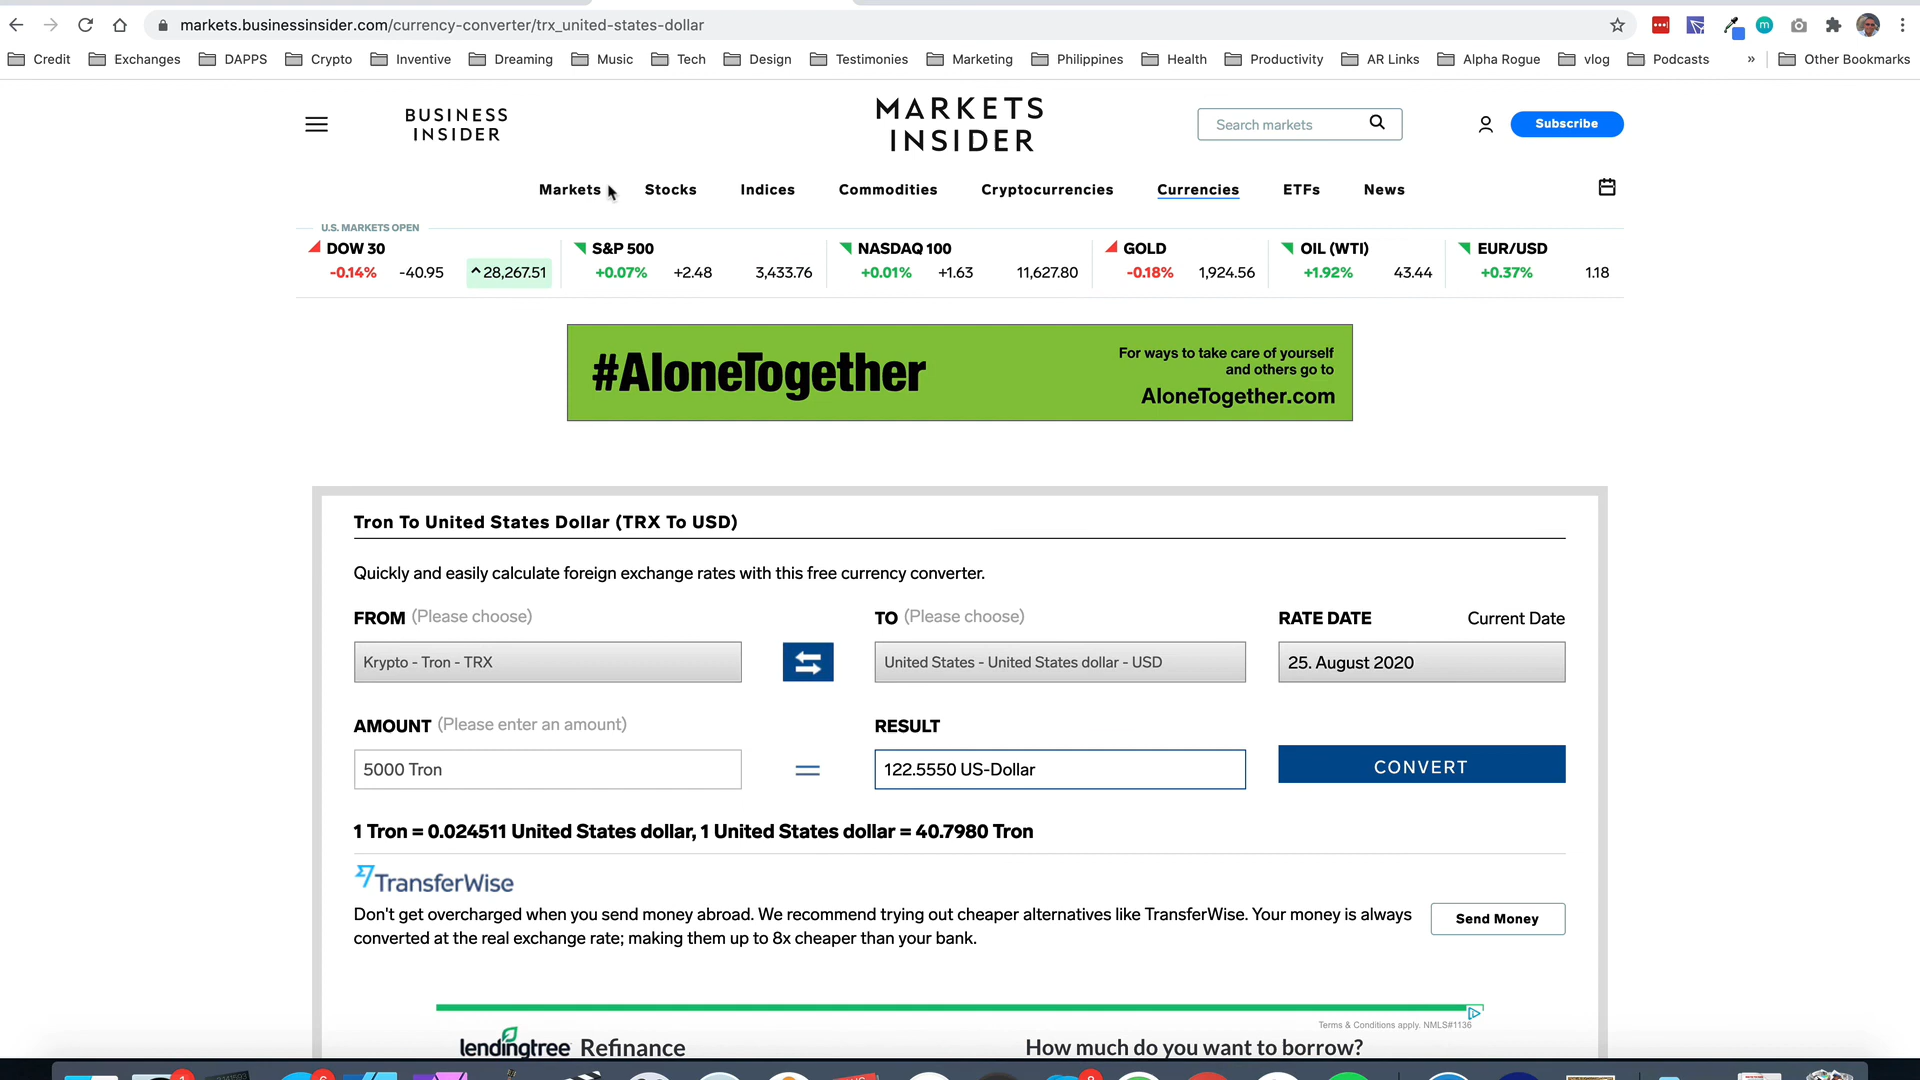 markets.businessinsider.com/currency-converter/trx_united-states-dollar
Credit Exchanges DAPPS Crypto Inventive Dreaming Music Tech Design Testimonies Marketing Philippines Health Productivity AR Links Alpha Rogue vlog Podcasts » Other Bookmarks
BUSINESS
INSIDER
MARKETS
INSIDER
Search markets
Subscribe
Markets Stocks Indices Commodities Cryptocurrencies Currencies ETFs News
U.S. MARKETS OPEN
DOW 30 S&P 500 NASDAQ 100 GOLD OIL (WTI) EUR/USD
-0.14% -40.95 28,267.51 +0.07% +2.48 3,433.76 +0.01% +1.63 11,627.80 -0.18% 1,924.56 +1.92% 43.44 +0.37% 1.18
#AloneTogether
For ways to take care of yourself
and others go to
AloneTogether.com
Tron To United States Dollar (TRX To USD)
Quickly and easily calculate foreign exchange rates with this free currency converter.
FROM (Please choose) TO (Please choose) RATE DATE Current Date
Krypto - Tron - TRX United States - United States dollar - USD 25. August 2020
AMOUNT (Please enter an amount) RESULT
5000 Tron = 122.5550 US-Dollar CONVERT
1 Tron = 0.024511 United States dollar, 1 United States dollar = 40.7980 Tron
TransferWise
Don't get overcharged when you send money abroad. We recommend trying out cheaper alternatives like TransferWise. Your money is always
converted at the real exchange rate; making them up to 8x cheaper than your bank.
Send Money
Terms & Conditions apply. NMLS#1136
lendingtree Refinance How much do you want to borrow?